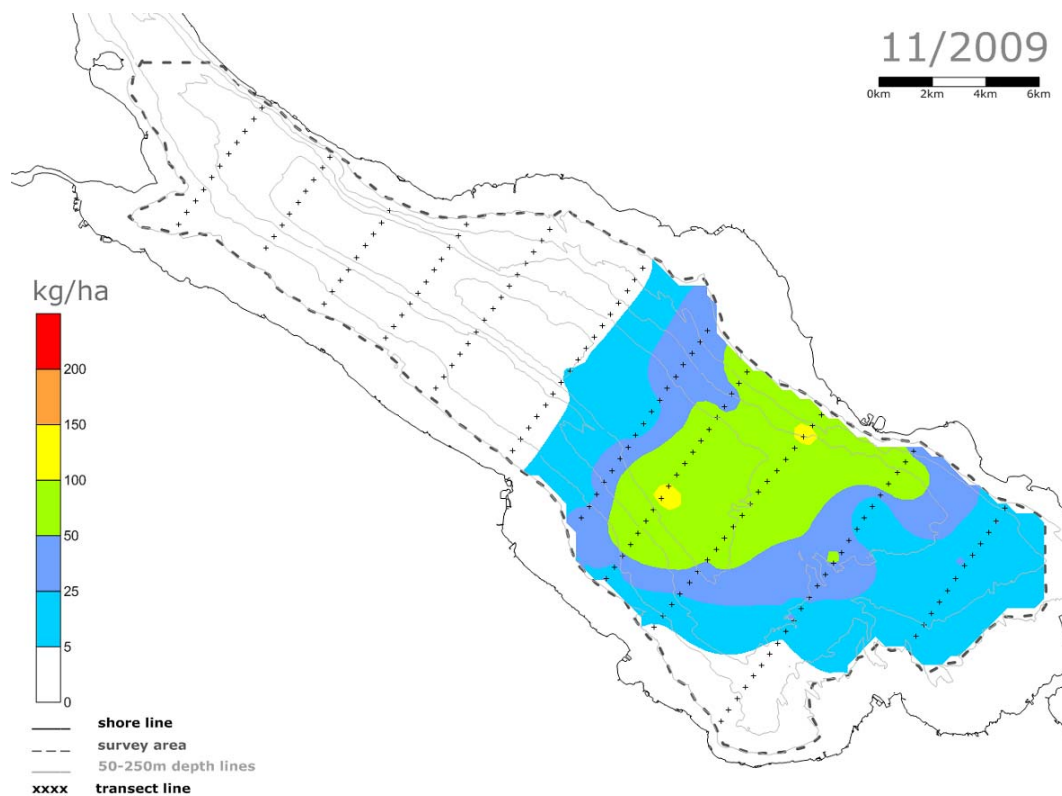 11/2009
0km 2km 4km 6km
kg/ha
200
150
100
50
25
5
0
shore line
survey area
50-250m depth lines
xxxx transect line